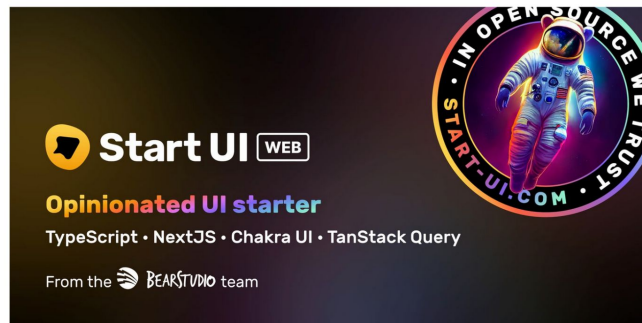 Start UI WEB
Opinionated UI starter
TypeScript • NextJS • Chakra UI • TanStack Query
From the BEARSTUDIO team
• IN OPEN SOURCE WE TRUST •
START-UI.COM